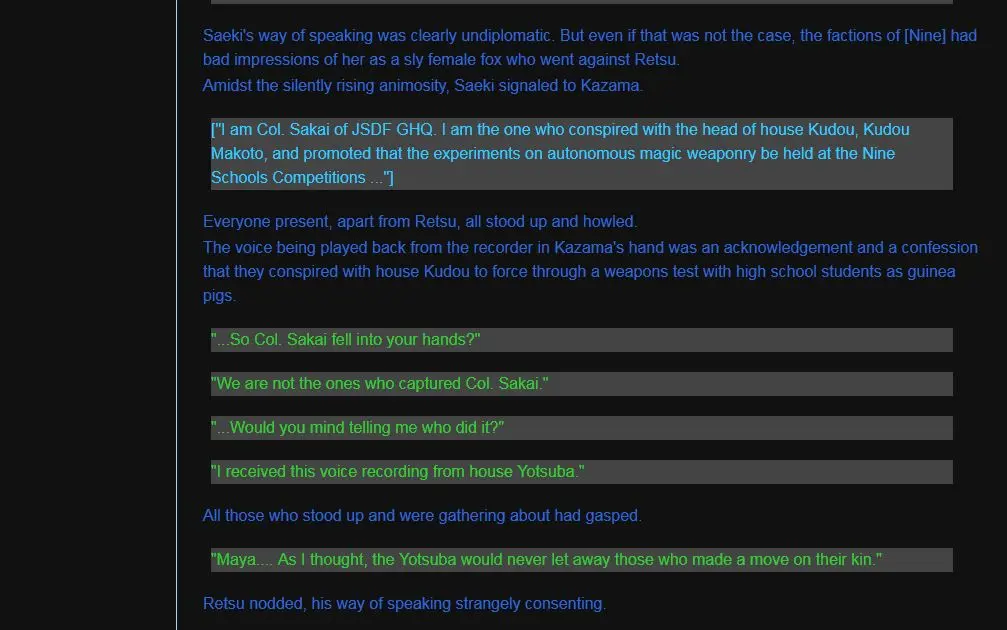 Saeki's way of speaking was clearly undiplomatic. But even if that was not the case, the factions of [Nine] had
bad impressions of her as a sly female fox who went against Retsu.
Amidst the silently rising animosity, Saeki signaled to Kazama.
["I am Col. Sakai of JSDF GHQ. I am the one who conspired with the head of house Kudou, Kudou
Makoto, and promoted that the experiments on autonomous magic weaponry be held at the Nine
Schools Competitions ..."]
Everyone present, apart from Retsu, all stood up and howled.
The voice being played back from the recorder in Kazama's hand was an acknowledgement and a confession
that they conspired with house Kudou to force through a weapons test with high school students as guinea
pigs.
"...So Col. Sakai fell into your hands?"
"We are not the ones who captured Col. Sakai."
"...Would you mind telling me who did it?"
"I received this voice recording from house Yotsuba."
All those who stood up and were gathering about had gasped.
"Maya.... As I thought, the Yotsuba would never let away those who made a move on their kin."
Retsu nodded, his way of speaking strangely consenting.